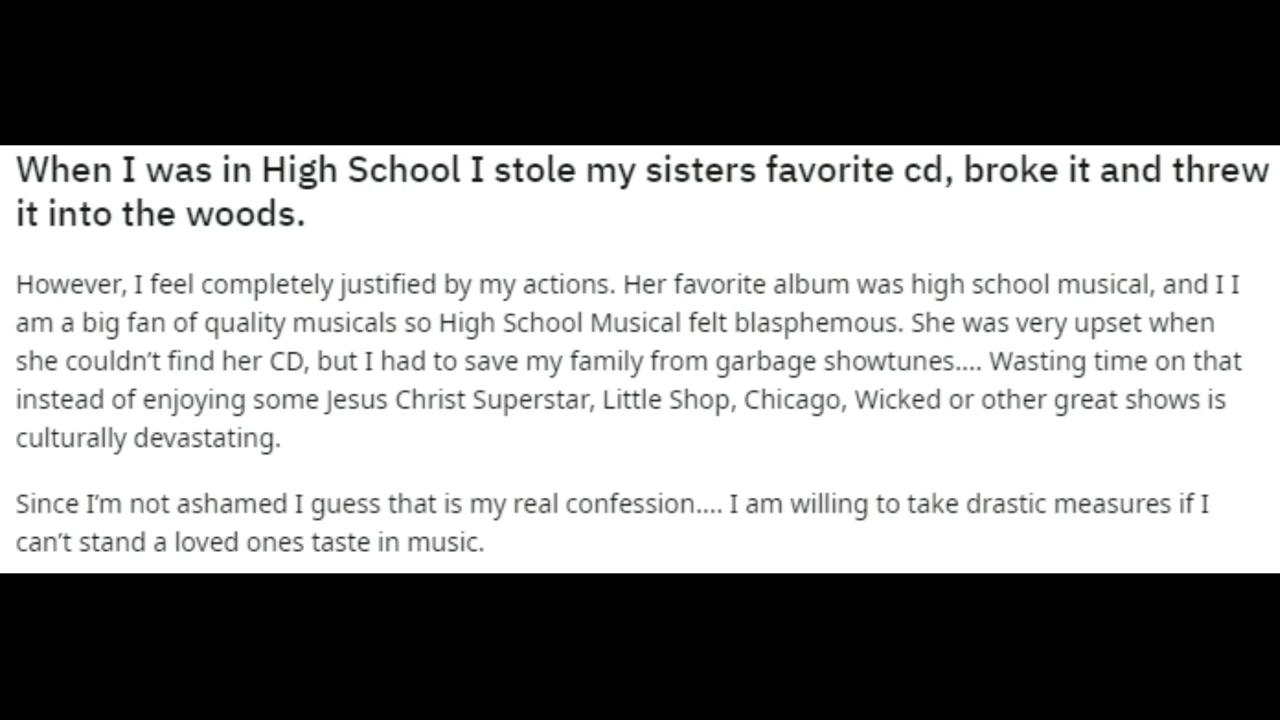 When I was in High School I stole my sisters favorite cd, broke it and threw
it into the woods.
However, I feel completely justified by my actions. Her favorite album was high school musical, and I I
am a big fan of quality musicals so High School Musical felt blasphemous. She was very upset when
she couldn’t find her CD, but I had to save my family from garbage showtunes.... Wasting time on that
instead of enjoying some Jesus Christ Superstar, Little Shop, Chicago, Wicked or other great shows is
culturally devastating.
Since I’m not ashamed I guess that is my real confession.... I am willing to take drastic measures if I
can’t stand a loved ones taste in music.